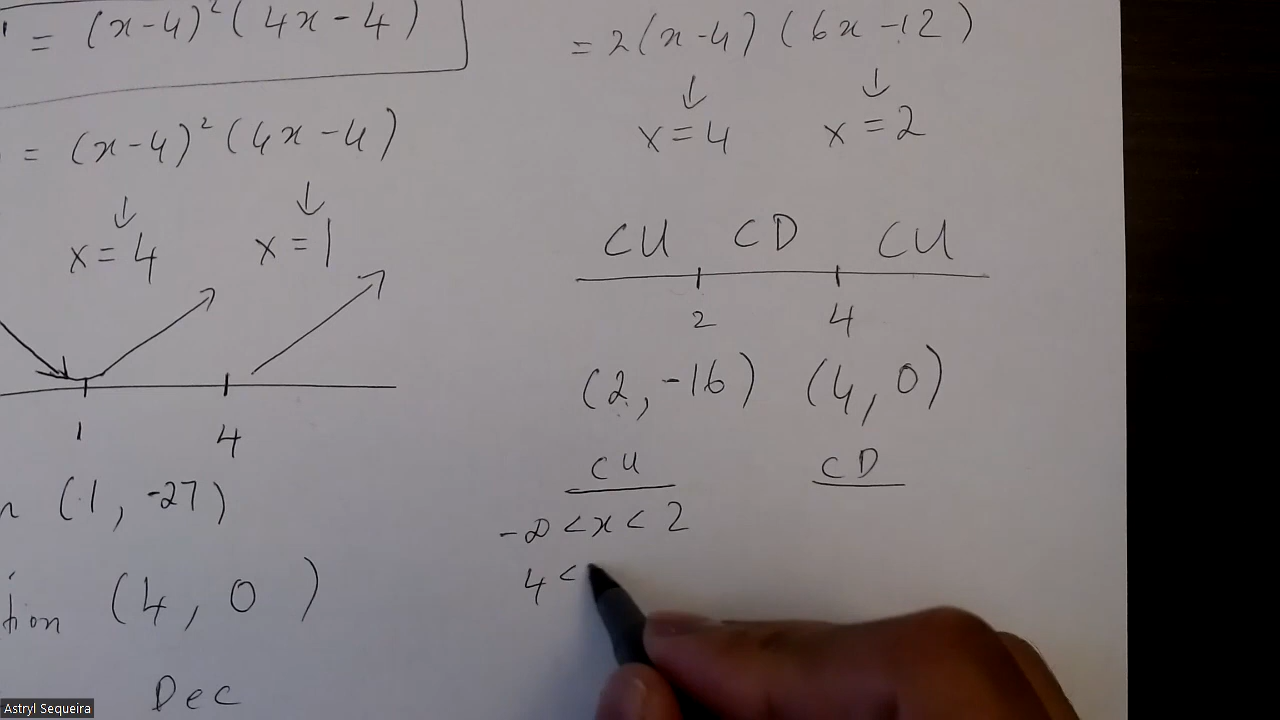 ' = (x-4)² (4x-4)
= (x-4)² (4x-4)
↓ ↓
x=4 x=1
1 4
(1, -27)
tion (4, 0)
Dec
= 2(x-4) (6x-12)
↓ ↓
x=4 x=2
CU CD CU
2 4
(2, -16) (4, 0)
CU CD
-∞ < x < 2
4 <
Astryl Sequeira